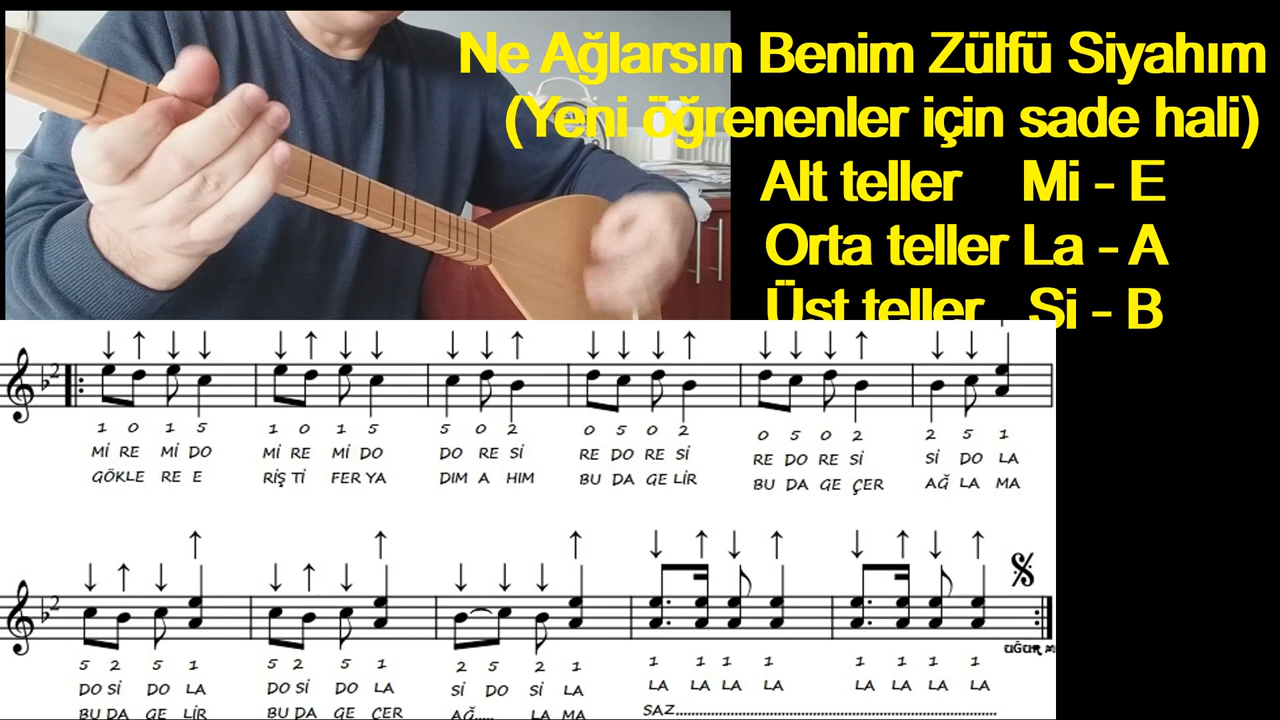 Ne Ağlarsın Benim Zülfü Siyahım
(Yeni öğrenenler için sade hali)
Alt teller Mi - E
Orta teller La - A
Üst teller Si - B
1 0 1 5 1 0 1 5 5 0 2 0 5 0 2 0 5 0 2 2 5 1
Mİ RE Mİ DO Mİ RE Mİ DO DO RE Sİ RE DO RE Sİ RE DO RE Sİ Sİ DO LA
GÖKLE RE E RİŞ Tİ FER YA DIM A HIM BU DA GE LİR BU DA GE ÇER AĞ LA MA
5 2 5 1 5 2 5 1 2 5 2 1 1 1 1 1 1 1 1 1
DO Sİ DO LA DO Sİ DO LA Sİ DO Sİ LA LA LA LA LA LA LA LA LA
BU DA GE LİR BU DA GE ÇER AĞ..... LA MA SAZ..........................................................